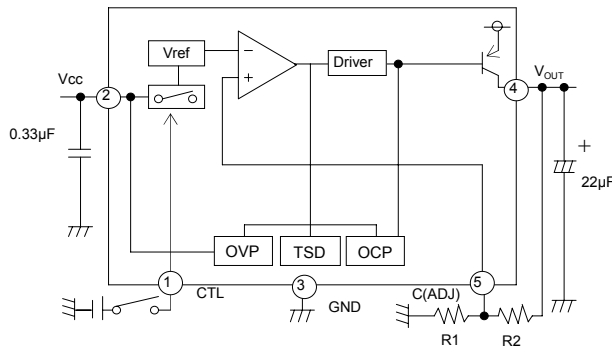 Vref
−
+
Driver
Vcc
2
4
VOUT
0.33µF
+
22µF
OVP
TSD
OCP
1
CTL
3
GND
C(ADJ)
5
R1
R2